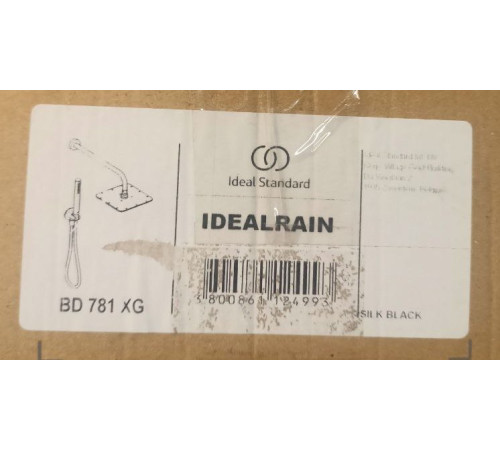 Ideal Standard
IDEALRAIN
BD 781 XG
3 800861 124993
SILK BLACK